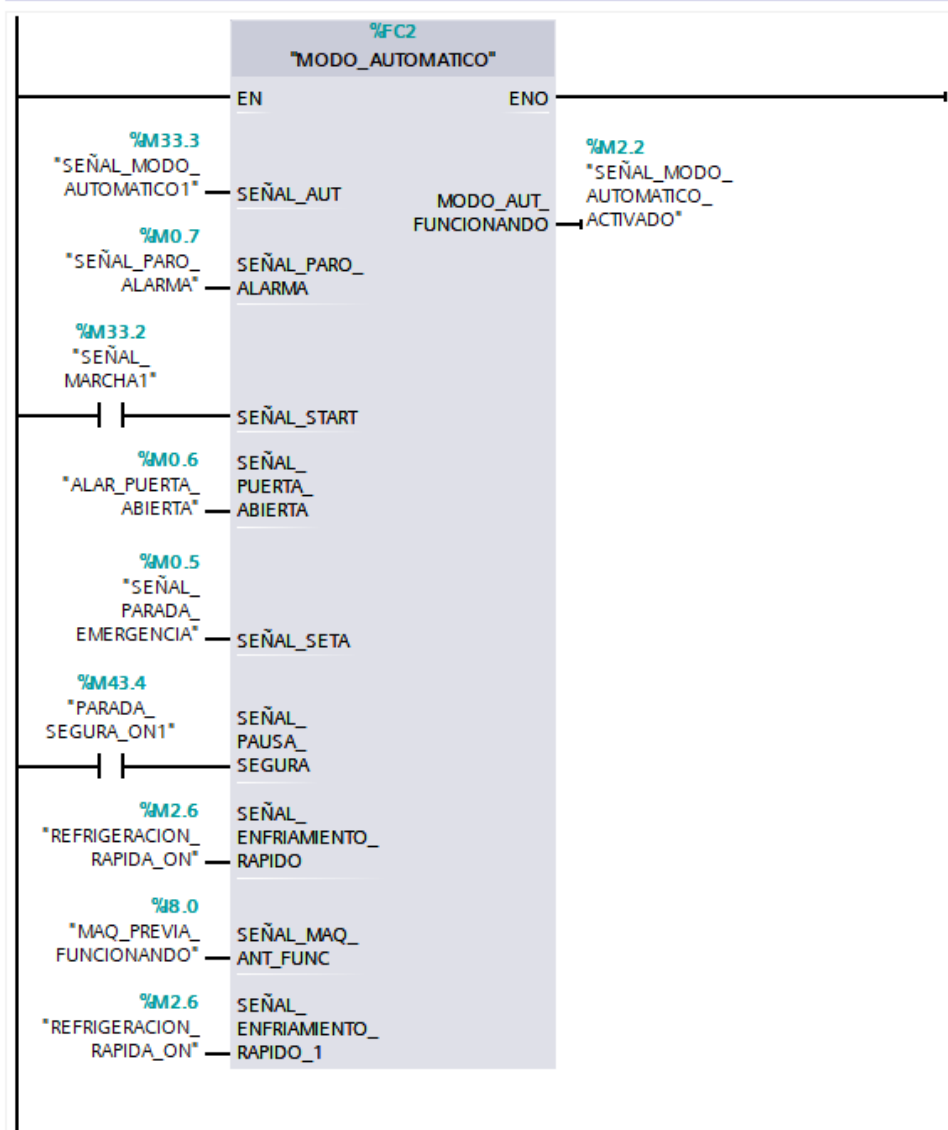 %FC2
"MODO_AUTOMATICO"
EN
ENO
%M33.3
"SEÑAL_MODO_
AUTOMATICO1"
SEÑAL_AUT
%M2.2
"SEÑAL_MODO_
AUTOMATICO_
ACTIVADO"
MODO_AUT_
FUNCIONANDO
%M0.7
"SEÑAL_PARO_
ALARMA"
SEÑAL_PARO_
ALARMA
%M33.2
"SEÑAL_
MARCHA1"
SEÑAL_START
%M0.6
"ALAR_PUERTA_
ABIERTA"
SEÑAL_
PUERTA_
ABIERTA
%M0.5
"SEÑAL_
PARADA_
EMERGENCIA"
SEÑAL_SETA
%M43.4
"PARADA_
SEGURA_ON1"
SEÑAL_
PAUSA_
SEGURA
%M2.6
"REFRIGERACION_
RAPIDA_ON"
SEÑAL_
ENFRIAMIENTO_
RAPIDO
%I8.0
"MAQ_PREVIA_
FUNCIONANDO"
SEÑAL_MAQ_
ANT_FUNC
%M2.6
"REFRIGERACION_
RAPIDA_ON"
SEÑAL_
ENFRIAMIENTO_
RAPIDO_1